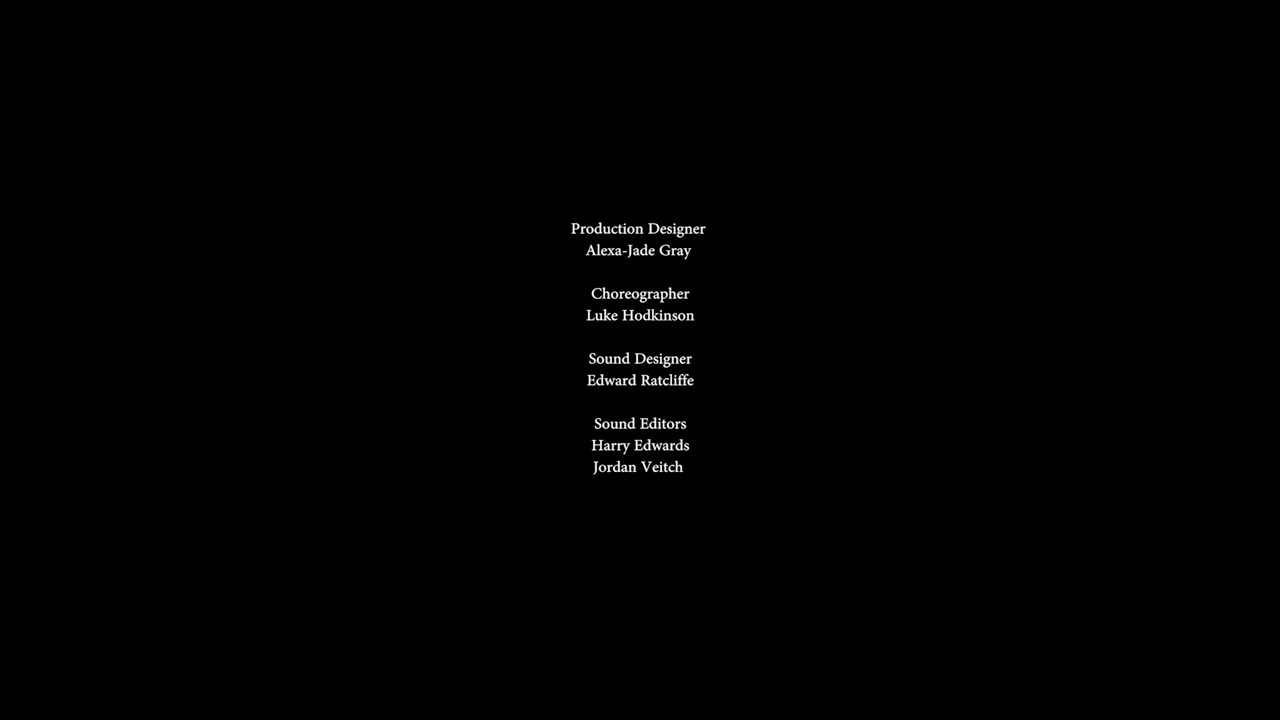 Production Designer
Alexa-Jade Gray
Choreographer
Luke Hodkinson
Sound Designer
Edward Ratcliffe
Sound Editors
Harry Edwards
Jordan Veitch